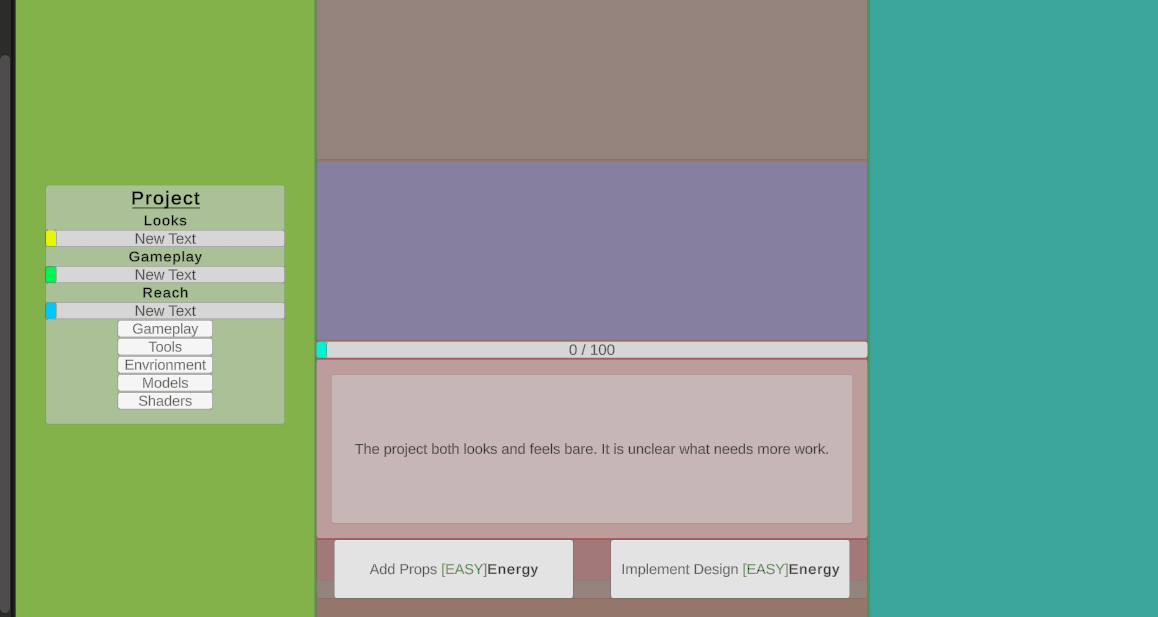 Project
Looks
New Text
Gameplay
New Text
Reach
New Text
Gameplay
Tools
Envrionment
Models
Shaders
0 / 100
The project both looks and feels bare. It is unclear what needs more work.
Add Props [EASY]Energy
Implement Design [EASY]Energy